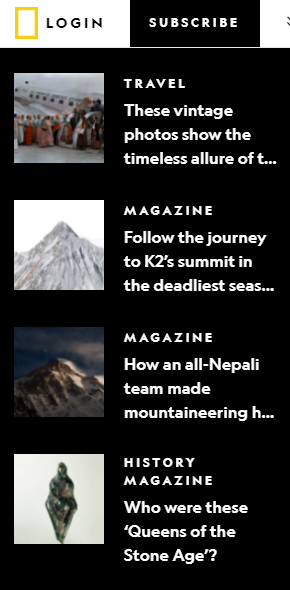 LOGIN SUBSCRIBE
TRAVEL
These vintage
photos show the
timeless allure of t...
MAGAZINE
Follow the journey
to K2's summit in
the deadliest seas...
MAGAZINE
How an all-Nepali
team made
mountaineering h...
HISTORY
MAGAZINE
Who were these
‘Queens of the
Stone Age’?